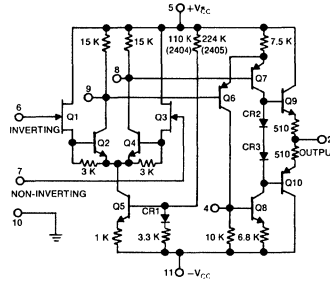 5 +VCC
15 K 15 K 110 K 224 K 7.5 K
(2404) (2405)
8
9
Q7
Q6
Q9
6
Q1
Q3
CR2
INVERTING
Q2
Q4
510
2
CR3
OUTPUT
3 K 3 K
510
7
NON-INVERTING
Q10
Q5
CR1
4
Q8
10
1 K 3.3 K 10 K 6.8 K
11 -VCC